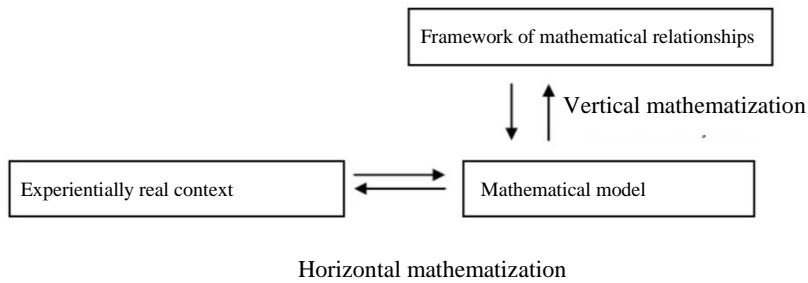 Framework of mathematical relationships
Vertical mathematization
Experientially real context
Mathematical model
Horizontal mathematization